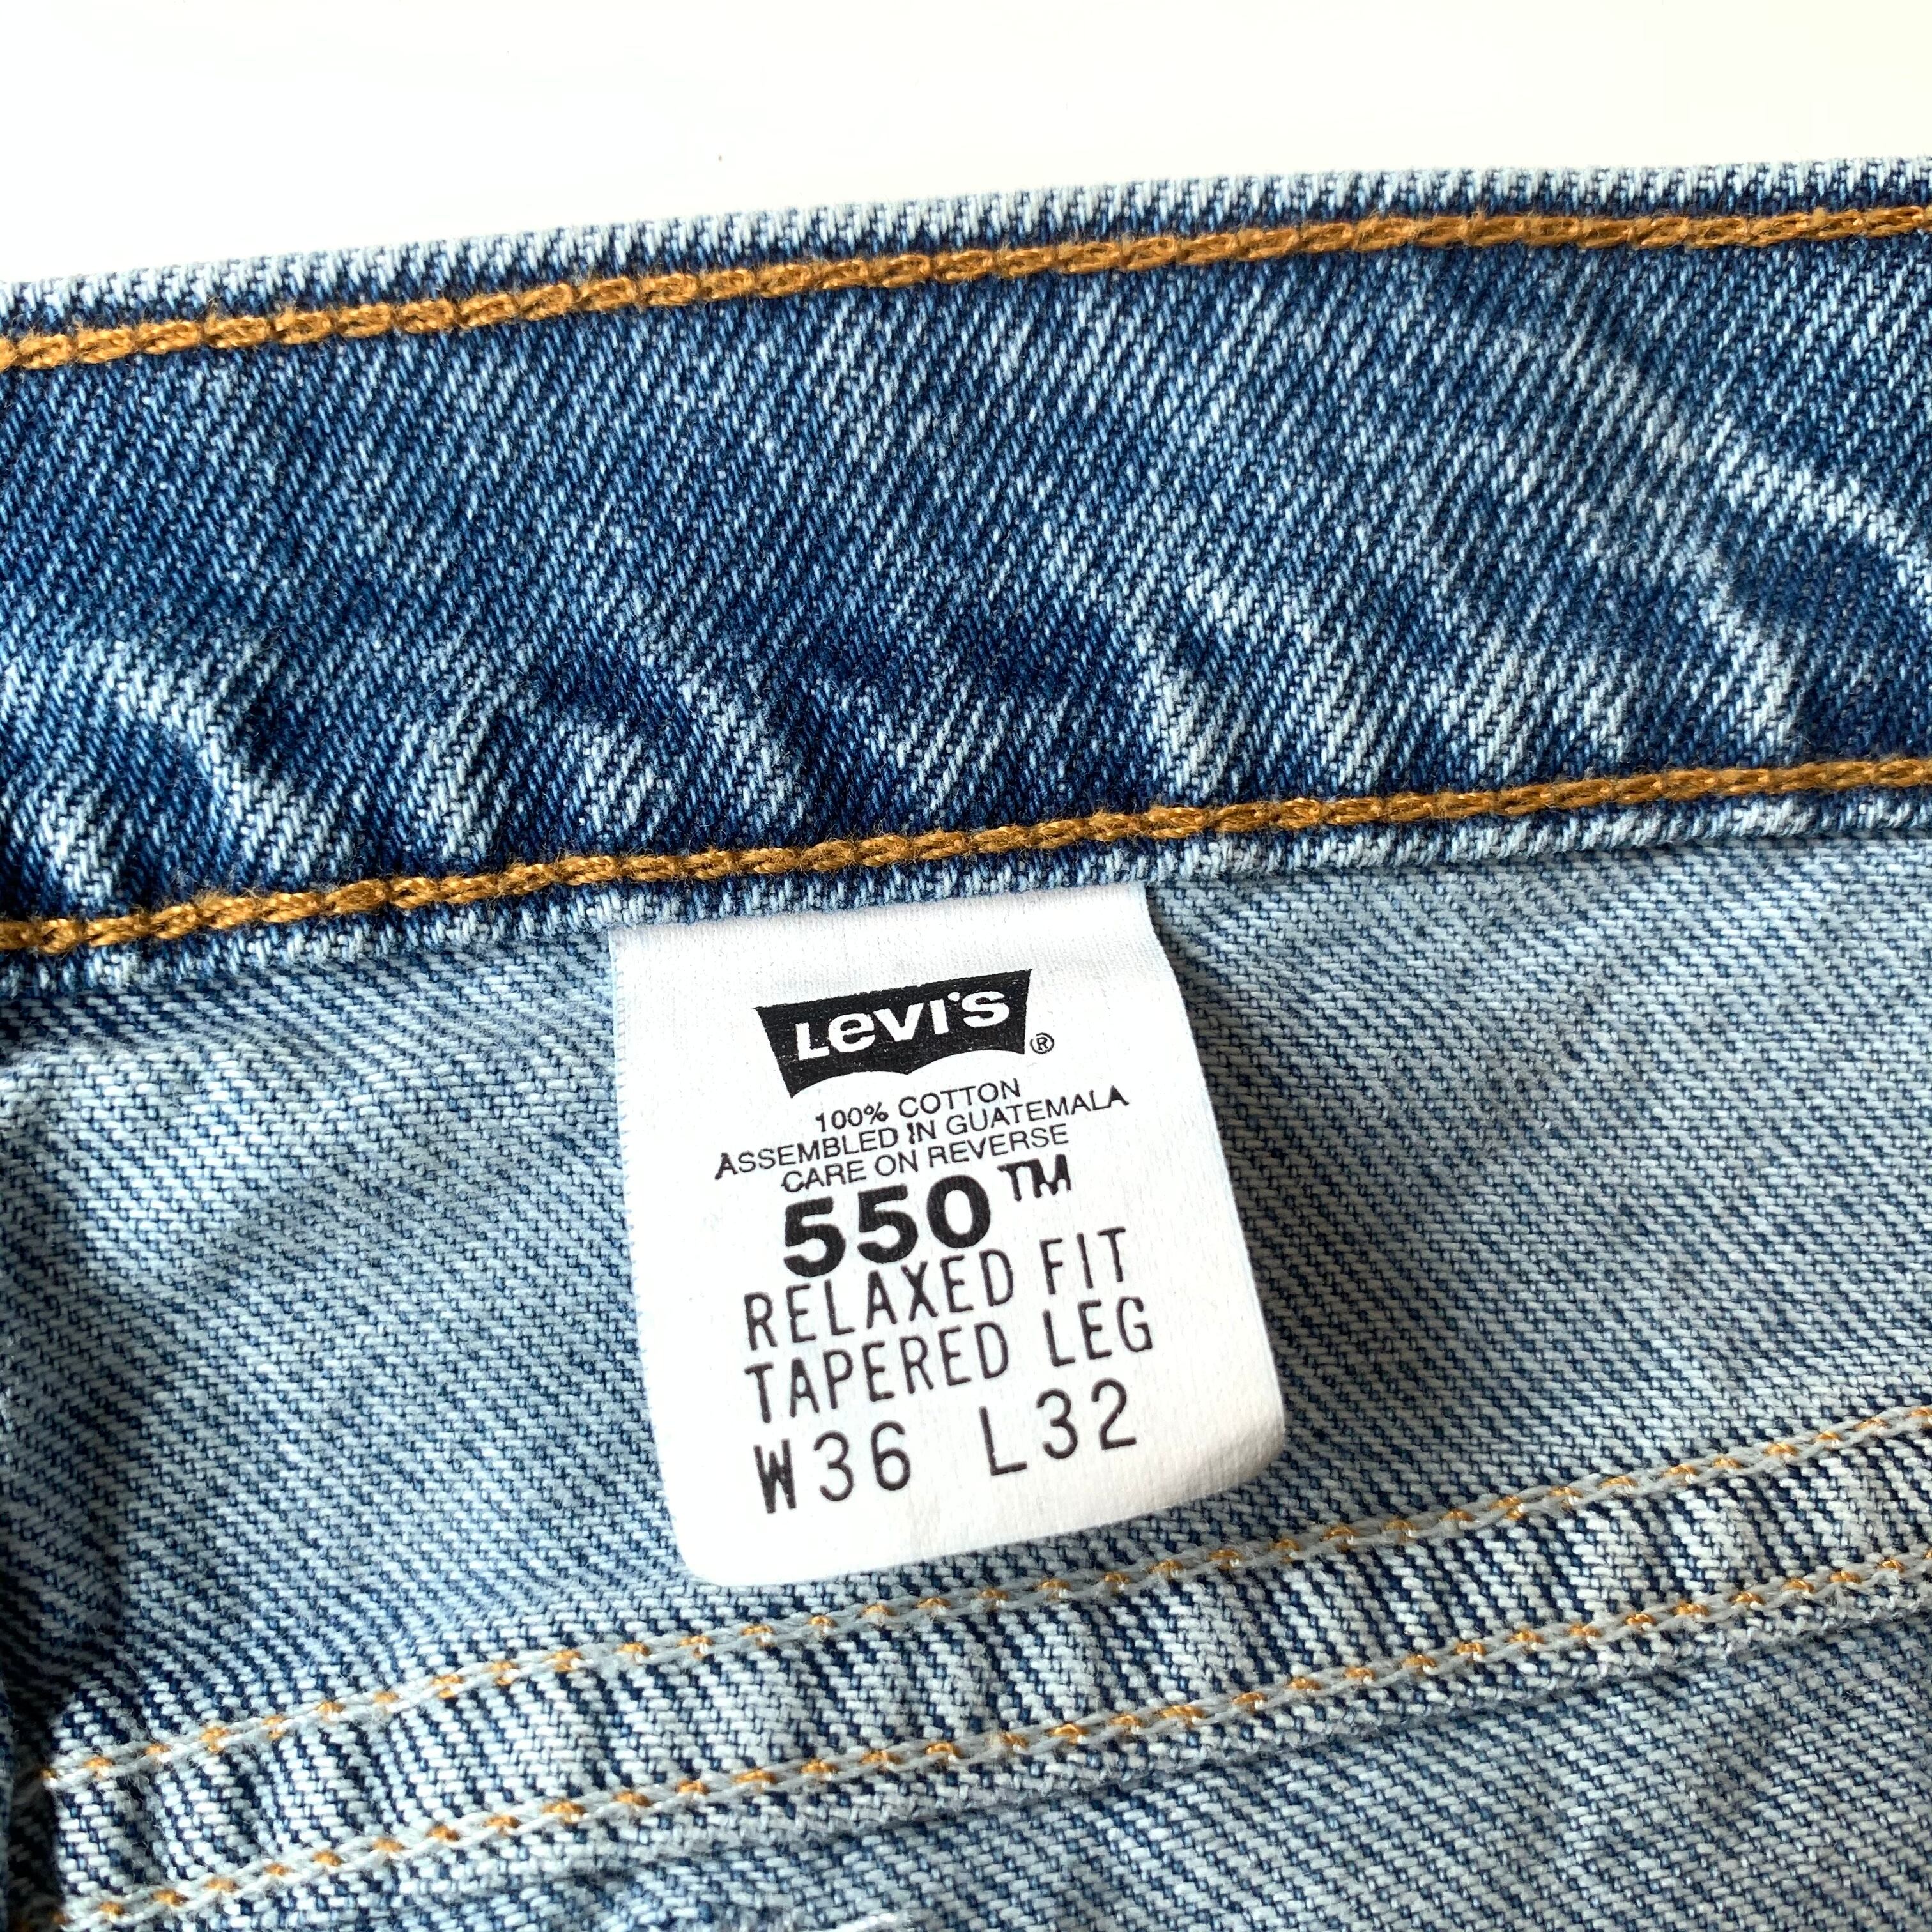 Levi's ®
100% COTTON
ASSEMBLED IN GUATEMALA
CARE ON REVERSE
550™
RELAXED FIT
TAPERED LEG
W36 L32